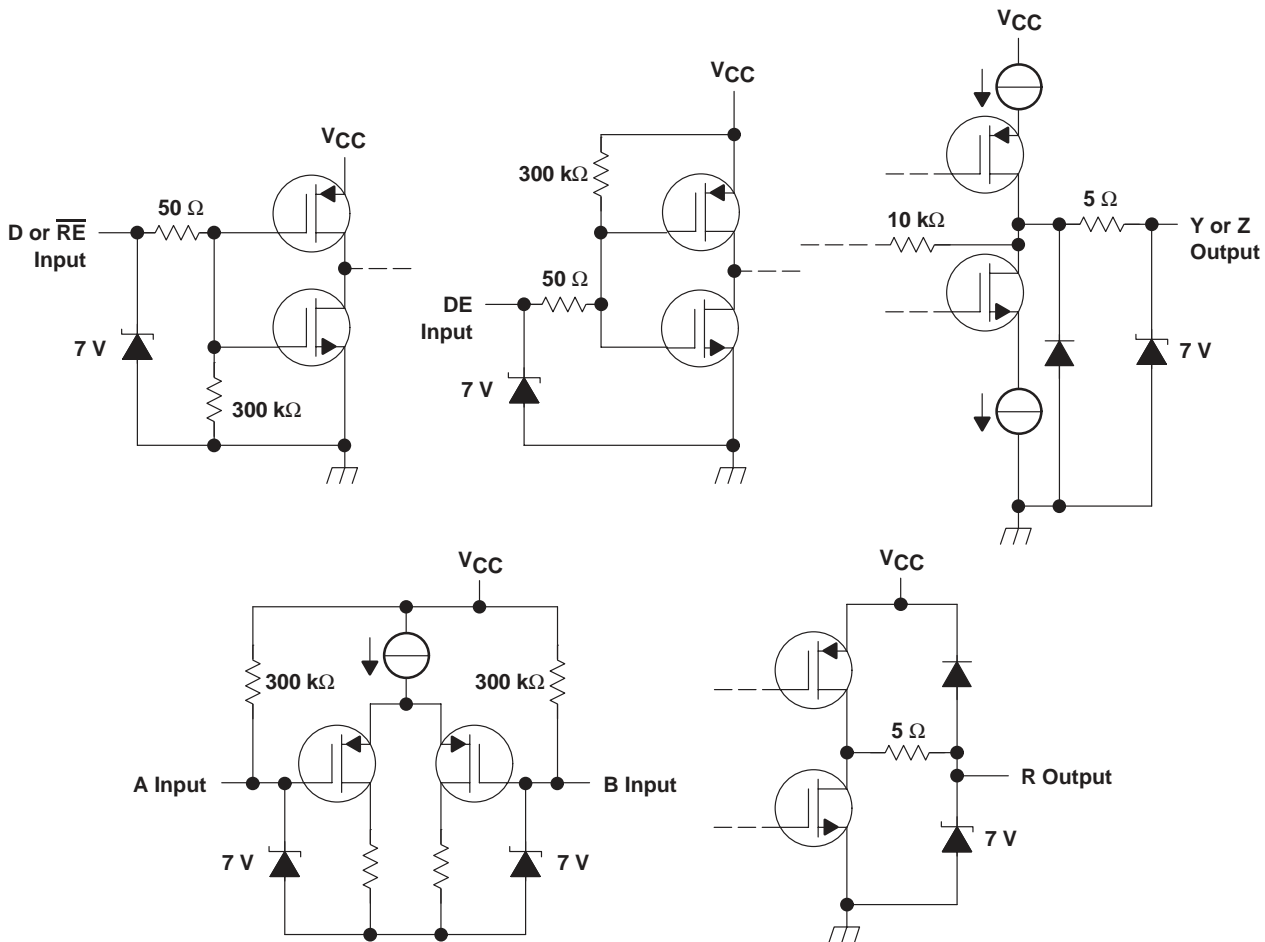 VCC
D or RE
Input
50 Ω
7 V
300 kΩ
VCC
300 kΩ
DE
Input
50 Ω
7 V
VCC
10 kΩ
5 Ω
Y or Z
Output
7 V
VCC
300 kΩ
300 kΩ
A Input
B Input
7 V
7 V
VCC
5 Ω
R Output
7 V